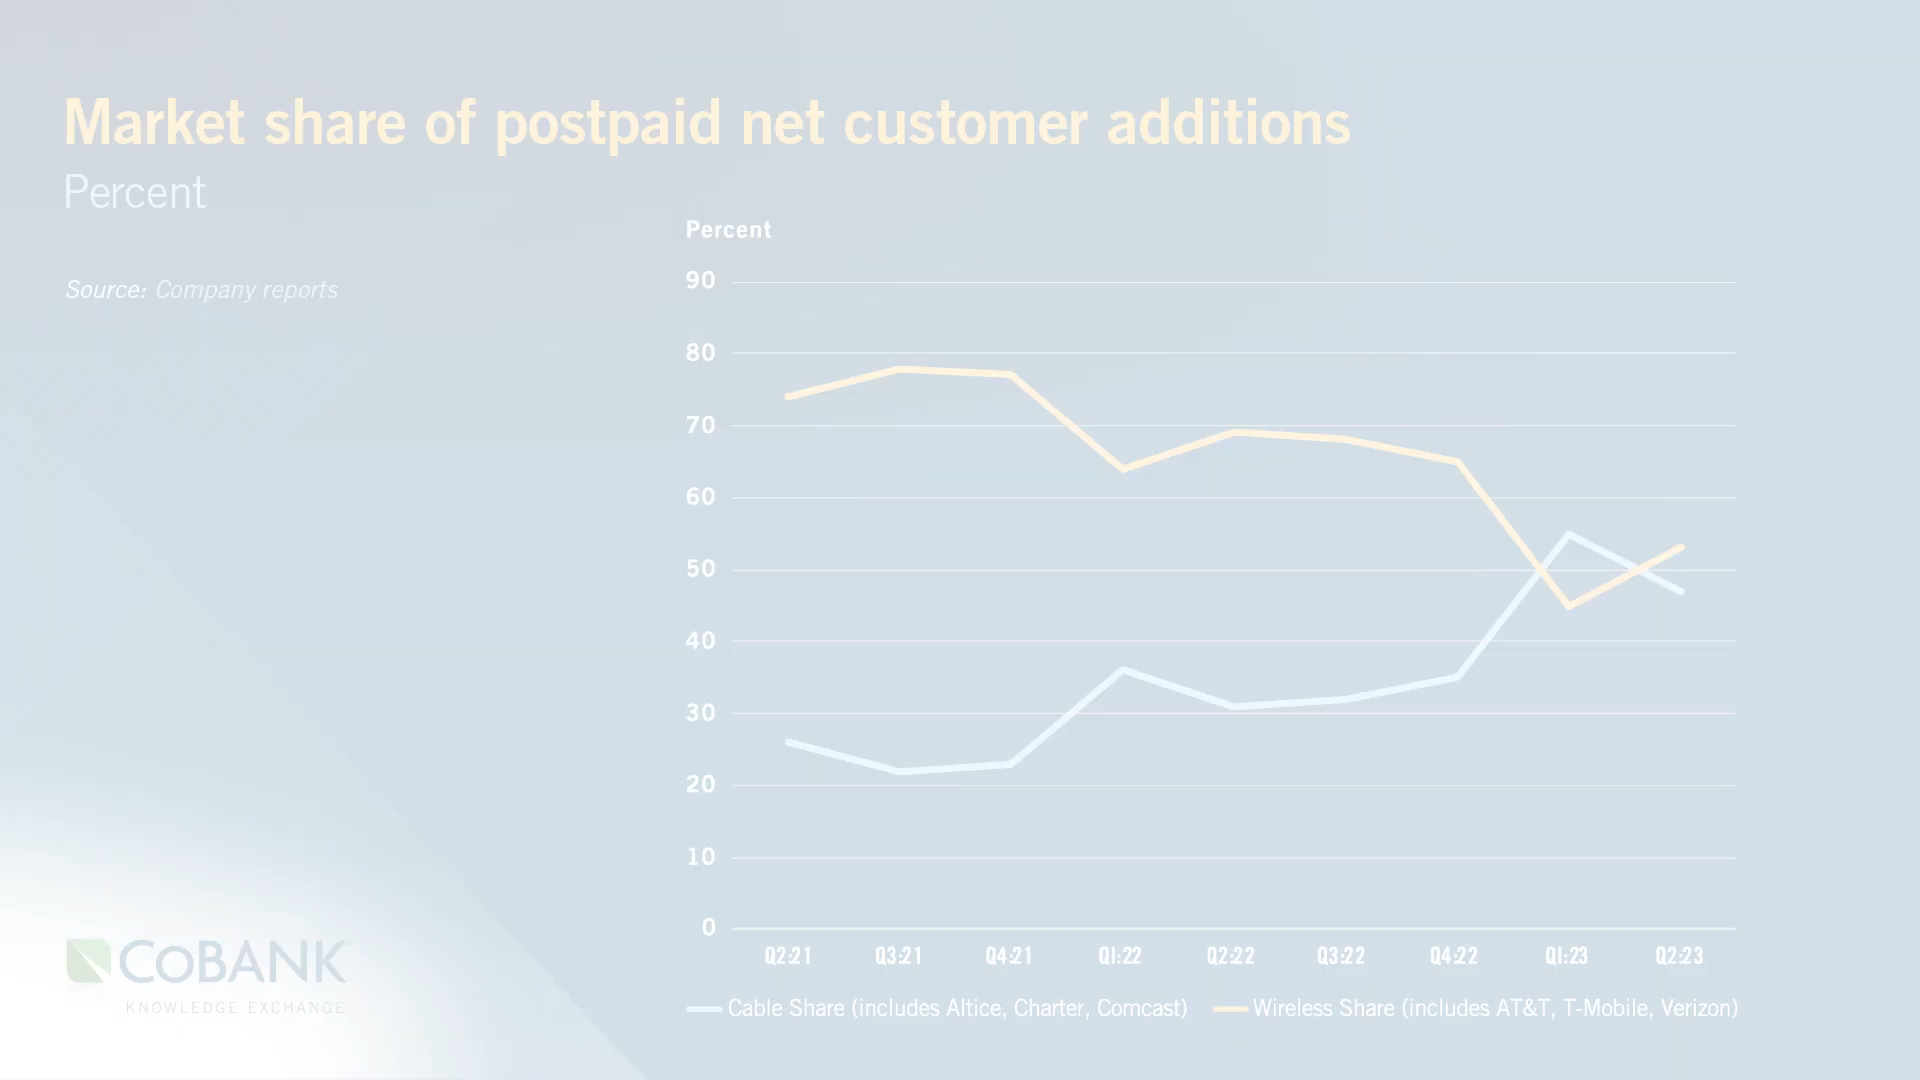 Market share of postpaid net customer additions
Percent
Source: Company reports
Percent
90
80
70
60
50
40
30
20
10
0
Q2:21 Q3:21 Q4:21 Q1:22 Q2:22 Q3:22 Q4:22 Q1:23 Q2:23
Cable Share (includes Altice, Charter, Comcast) Wireless Share (includes AT&T, T-Mobile, Verizon)
CoBANK
KNOWLEDGE EXCHANGE